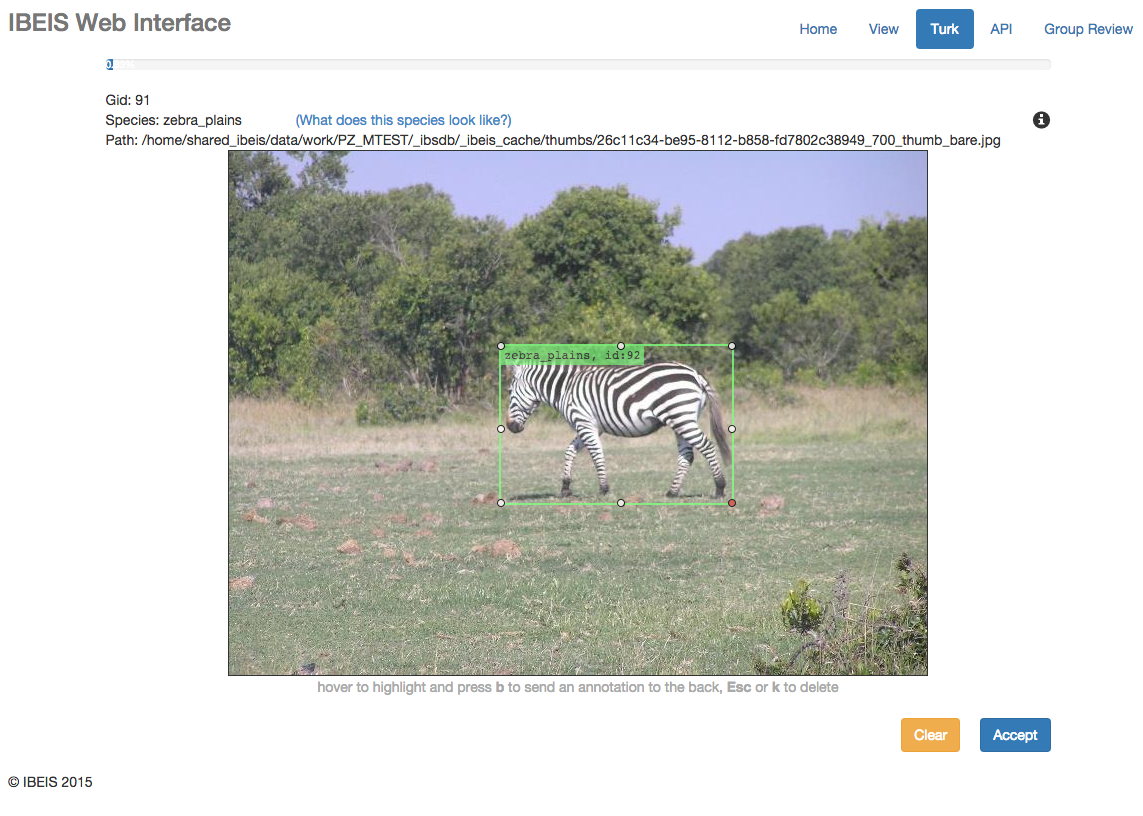 IBEIS Web Interface
Home View Turk API Group Review
Gid: 91
Species: zebra_plains (What does this species look like?)
Path: /home/shared_ibeis/data/work/PZ_MTEST/_ibsdb/_ibeis_cache/thumbs/26c11c34-be95-8112-b858-fd7802c38949_700_thumb_bare.jpg
zebra_plains, id:92
hover to highlight and press b to send an annotation to the back, Esc or k to delete
Clear Accept
© IBEIS 2015